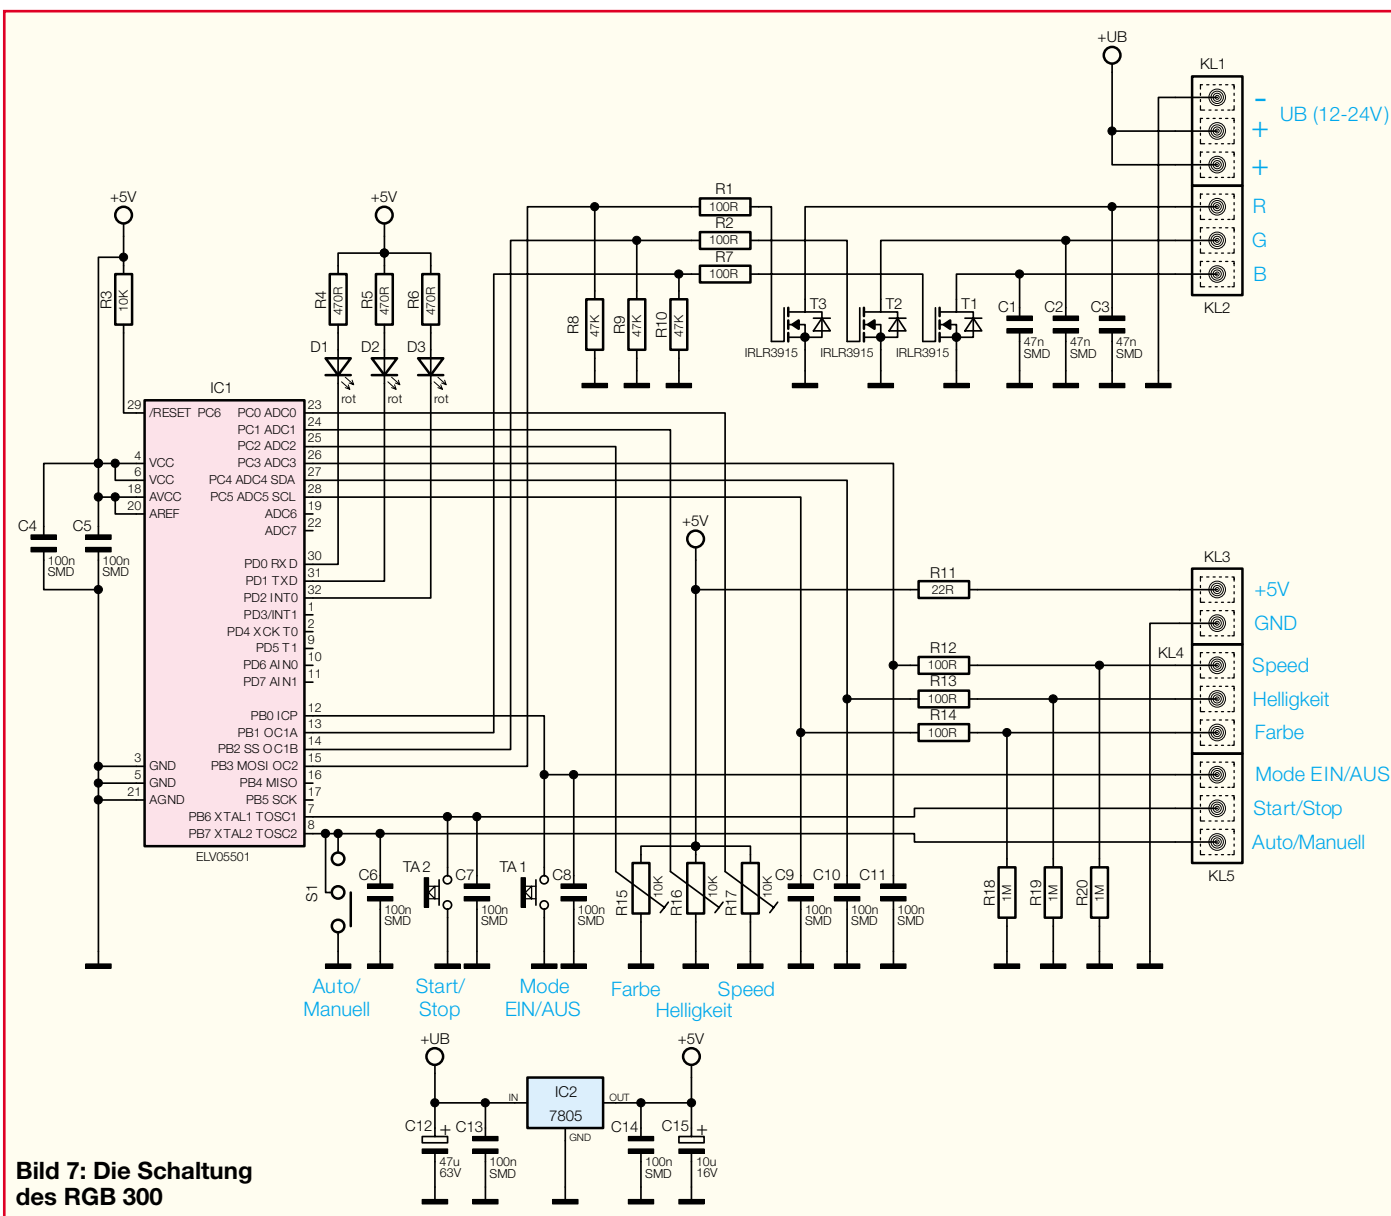 +UB
KL1
-
+
+
UB (12-24V)
R
G
B
KL2
+5V
+5V
R3
10K
R4
470R
R5
470R
R6
470R
D1
rot
D2
rot
D3
rot
R1
100R
R2
100R
R7
100R
R8
47K
R9
47K
R10
47K
T3
IRLR3915
T2
IRLR3915
T1
IRLR3915
C1
47n
SMD
C2
47n
SMD
C3
47n
SMD
IC1
29
/RESET PC6
4
VCC
6
VCC
18
AVCC
20
AREF
3
GND
5
GND
21
AGND
PC0 ADC0
23
PC1 ADC1
24
PC2 ADC2
25
PC3 ADC3
26
PC4 ADC4 SDA
27
PC5 ADC5 SCL
28
ADC6
19
ADC7
22
PD0 RXD
30
PD1 TXD
31
PD2 INT0
32
PD3/INT1
1
PD4 XCK T0
2
PD5 T1
9
PD6 AIN0
10
PD7 AIN1
11
PB0 ICP
12
PB1 OC1A
13
PB2 SS OC1B
14
PB3 MOSI OC2
15
PB4 MISO
16
PB5 SCK
17
PB6 XTAL1 TOSC1
7
PB7 XTAL2 TOSC2
8
ELV05501
C4
100n
SMD
C5
100n
SMD
+5V
R11
22R
R12
100R
R13
100R
R14
100R
KL3
+5V
GND
KL4
Speed
Helligkeit
Farbe
Mode EIN/AUS
Start/Stop
Auto/Manuell
KL5
S1
C6
100n
SMD
TA2
C7
100n
SMD
TA1
C8
100n
SMD
R15
10K
R16
10K
R17
10K
C9
100n
SMD
C10
100n
SMD
C11
100n
SMD
R18
1M
R19
1M
R20
1M
Auto/
Manuell
Start/
Stop
Mode
EIN/AUS
Farbe
Helligkeit
Speed
+UB
+5V
IN
IC2
7805
OUT
GND
C12
+
47u
63V
C13
100n
SMD
C14
100n
SMD
C15
+
10u
16V
Bild 7: Die Schaltung
des RGB 300